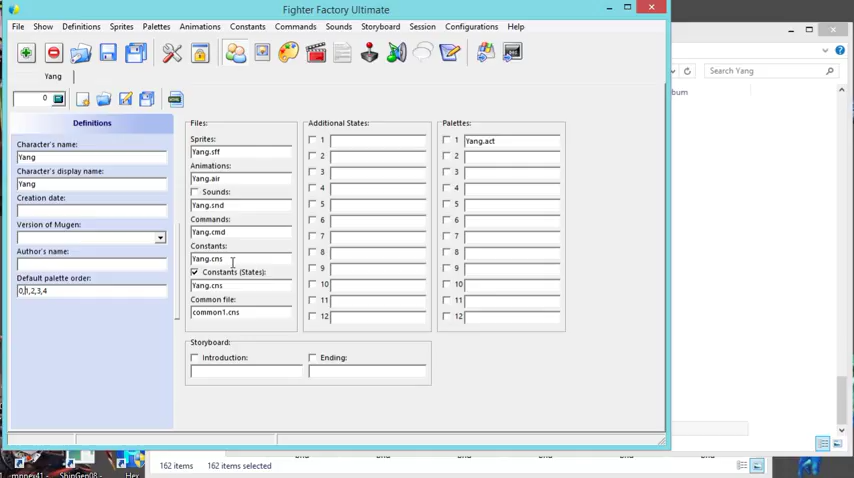 Fighter Factory Ultimate
File Show Definitions Sprites Palettes Animations Constants Commands Sounds Storyboard Session Configurations Help
Yang
0
Definitions
Character's name:
Yang
Character's display name:
Yang
Creation date:
Version of Mugen:
Author's name:
Default palette order:
0,1,2,3,4
Files:
Sprites:
Yang.sff
Animations:
Yang.air
Sounds:
Yang.snd
Commands:
Yang.cmd
Constants:
Yang.cns
Constants (States):
Yang.cns
Common file:
common1.cns
Additional States:
1
2
3
4
5
6
7
8
9
10
11
12
Palettes:
1 Yang.act
2
3
4
5
6
7
8
9
10
11
12
Storyboard:
Introduction:
Ending:
Search Yang
162 items 162 items selected
ShipGen08 - Hex